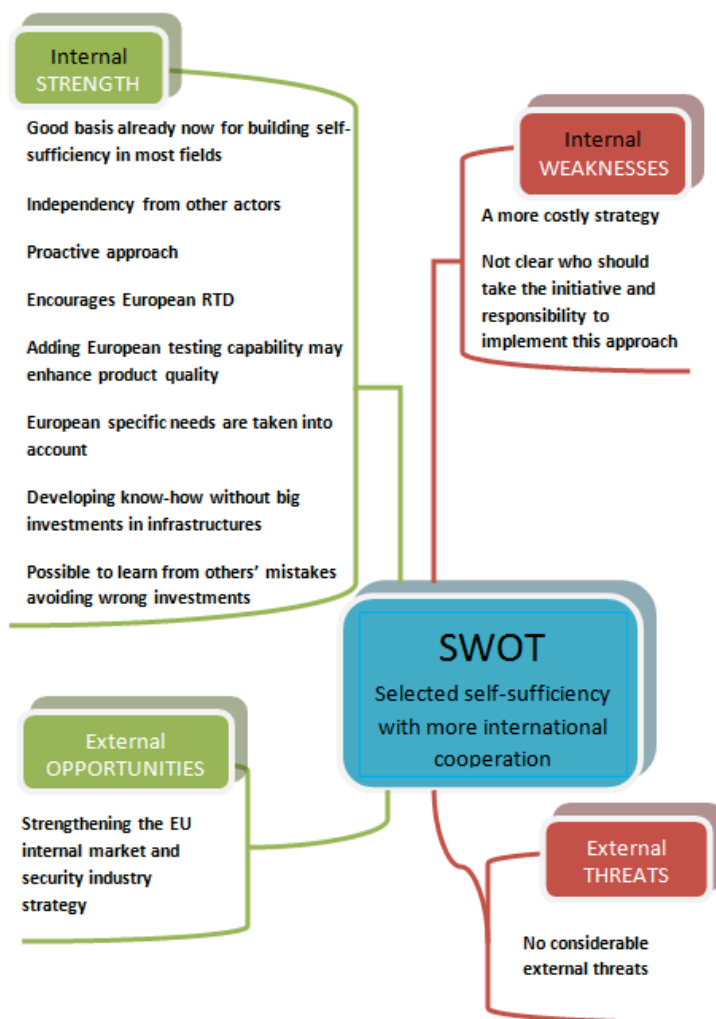 Internal
STRENGTH
Good basis already now for building self-
sufficiency in most fields
Independency from other actors
Proactive approach
Encourages European RTD
Adding European testing capability may
enhance product quality
European specific needs are taken into
account
Developing know-how without big
investments in infrastructures
Possible to learn from others’ mistakes
avoiding wrong investments
Internal
WEAKNESSES
A more costly strategy
Not clear who should
take the initiative and
responsibility to
implement this approach
SWOT
Selected self-sufficiency
with more international
cooperation
External
OPPORTUNITIES
Strengthening the EU
internal market and
security industry
strategy
External
THREATS
No considerable
external threats